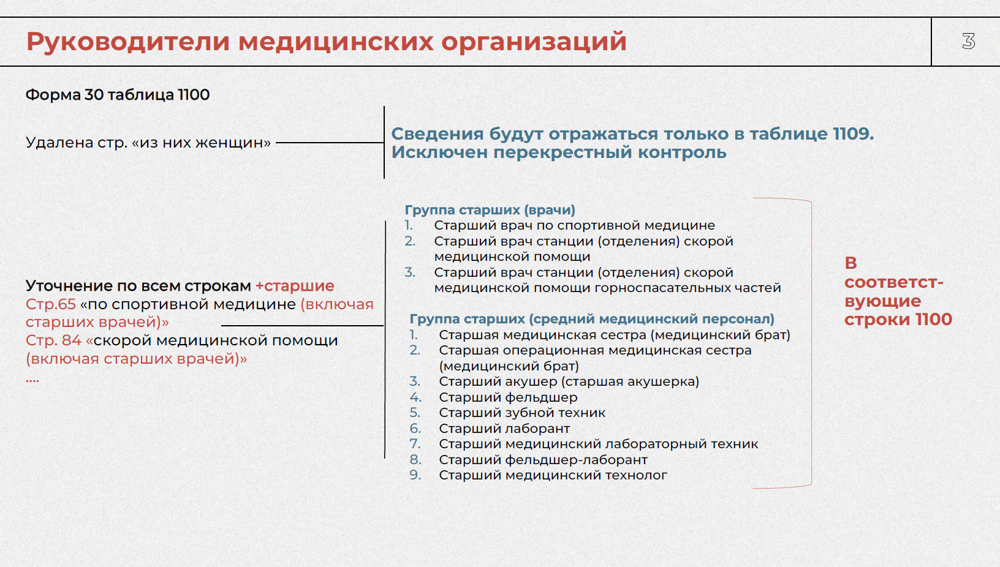 Руководители медицинских организаций
3
Форма 30 таблица 1100
Удалена стр. «из них женщин»
Сведения будут отражаться только в таблице 1109.
Исключен перекрестный контроль
Уточнение по всем строкам +старшие
Стр.65 «по спортивной медицине (включая
старших врачей)»
Стр. 84 «скорой медицинской помощи
(включая старших врачей)»
....
Группа старших (врачи)
1. Старший врач по спортивной медицине
2. Старший врач станции (отделения) скорой
медицинской помощи
3. Старший врач станции (отделения) скорой
медицинской помощи горноспасательных частей
Группа старших (средний медицинский персонал)
1. Старшая медицинская сестра (медицинский брат)
2. Старшая операционная медицинская сестра
(медицинский брат)
3. Старший акушер (старшая акушерка)
4. Старший фельдшер
5. Старший зубной техник
6. Старший лаборант
7. Старший медицинский лабораторный техник
8. Старший фельдшер-лаборант
9. Старший медицинский технолог
В
соответст-
вующие
строки 1100